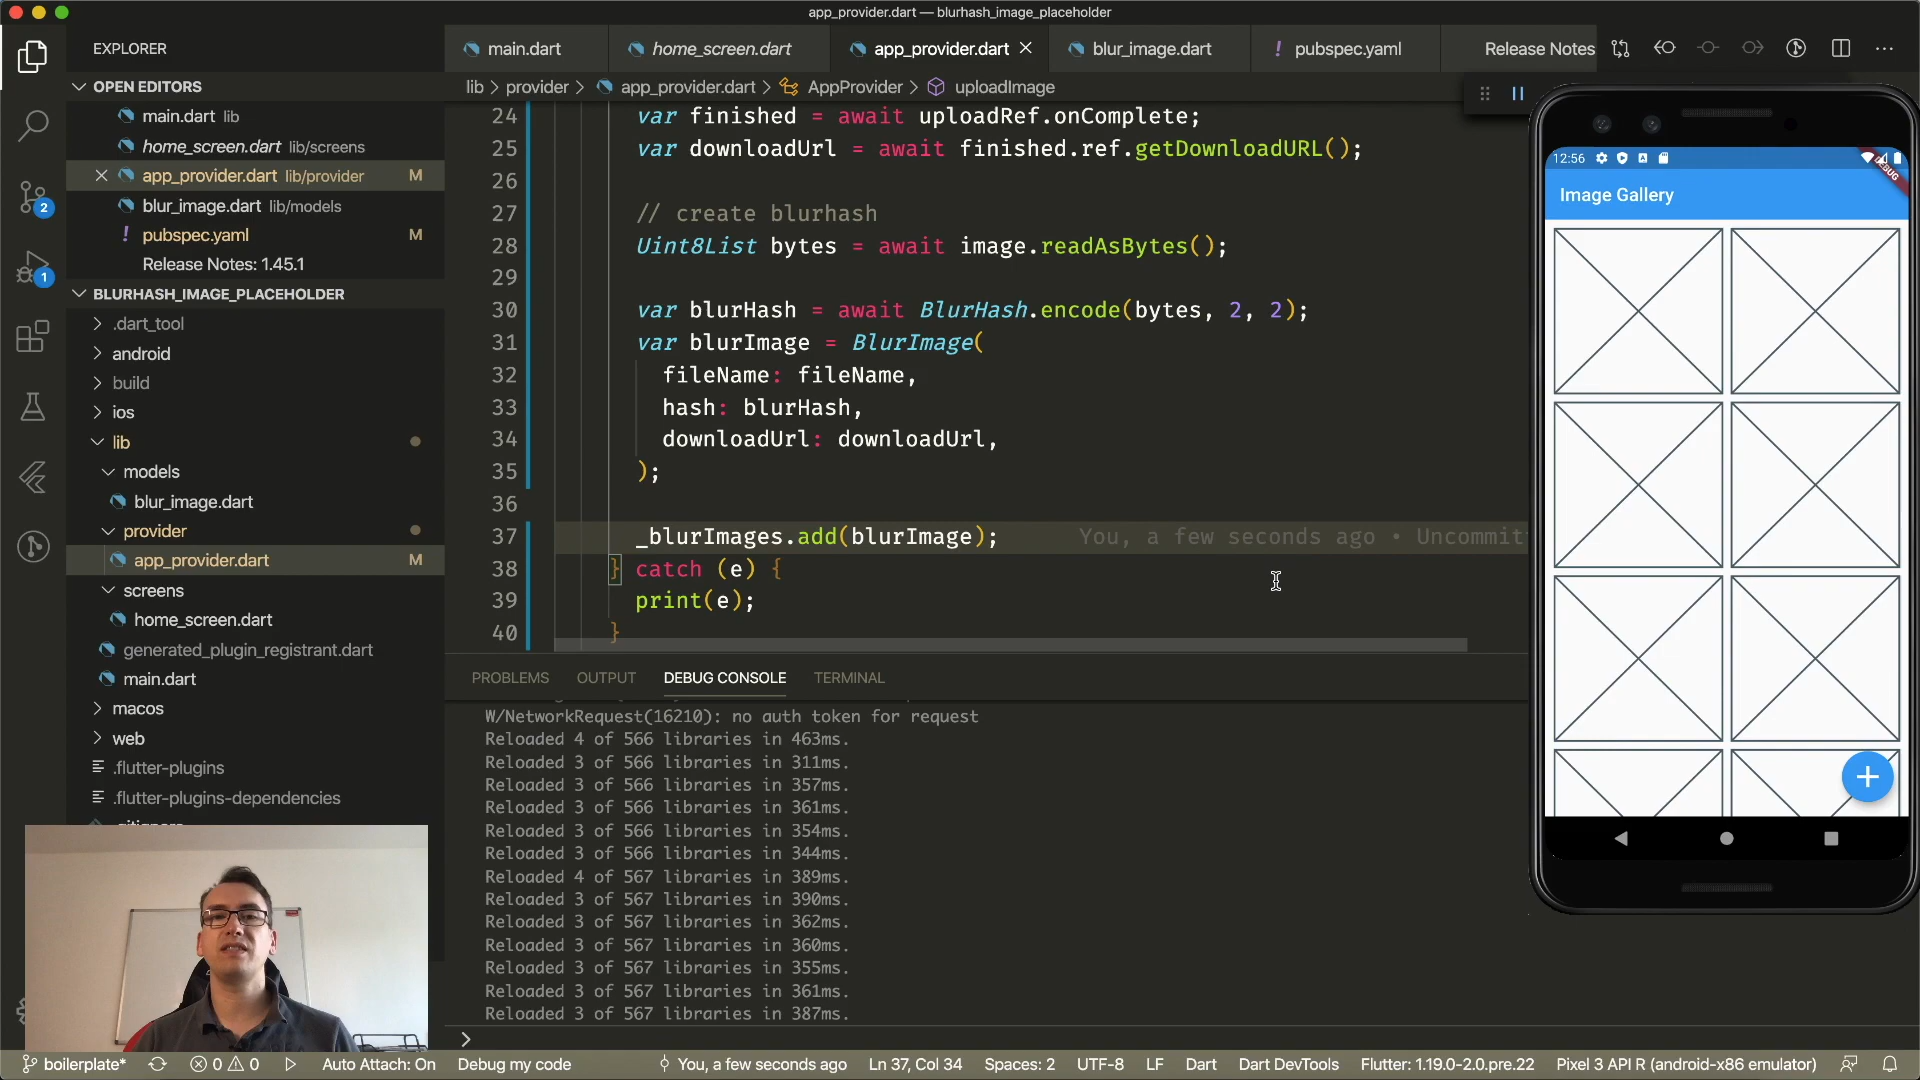 app_provider.dart — blurhash_image_placeholder
EXPLORER
main.dart
home_screen.dart
app_provider.dart
blur_image.dart
! pubspec.yaml
Release Notes
OPEN EDITORS
main.dart lib
home_screen.dart lib/screens
app_provider.dart lib/provider M
blur_image.dart lib/models
! pubspec.yaml M
Release Notes: 1.45.1
BLURHASH_IMAGE_PLACEHOLDER
.dart_tool
android
build
ios
lib
models
blur_image.dart
provider
app_provider.dart M
screens
home_screen.dart
generated_plugin_registrant.dart
main.dart
macos
web
.flutter-plugins
.flutter-plugins-dependencies
2
1
lib > provider > app_provider.dart > AppProvider > uploadImage
24 var finished = await uploadRef.onComplete;
25 var downloadUrl = await finished.ref.getDownloadURL();
26
27 // create blurhash
28 Uint8List bytes = await image.readAsBytes();
29
30 var blurHash = await BlurHash.encode(bytes, 2, 2);
31 var blurImage = BlurImage(
32 fileName: fileName,
33 hash: blurHash,
34 downloadUrl: downloadUrl,
35 );
36
37 _blurImages.add(blurImage); You, a few seconds ago • Uncommit
38 } catch (e) {
39 print(e);
40 }
PROBLEMS OUTPUT DEBUG CONSOLE TERMINAL
W/NetworkRequest(16210): no auth token for request
Reloaded 4 of 566 libraries in 463ms.
Reloaded 3 of 566 libraries in 311ms.
Reloaded 3 of 566 libraries in 357ms.
Reloaded 3 of 566 libraries in 361ms.
Reloaded 3 of 566 libraries in 354ms.
Reloaded 3 of 566 libraries in 344ms.
Reloaded 4 of 567 libraries in 389ms.
Reloaded 3 of 567 libraries in 390ms.
Reloaded 3 of 567 libraries in 362ms.
Reloaded 3 of 567 libraries in 360ms.
Reloaded 3 of 567 libraries in 355ms.
Reloaded 3 of 567 libraries in 361ms.
Reloaded 3 of 567 libraries in 387ms.
>
12:56
DEBUG
Image Gallery
boilerplate* 0 0 Auto Attach: On Debug my code You, a few seconds ago Ln 37, Col 34 Spaces: 2 UTF-8 LF Dart Dart DevTools Flutter: 1.19.0-2.0.pre.22 Pixel 3 API R (android-x86 emulator)